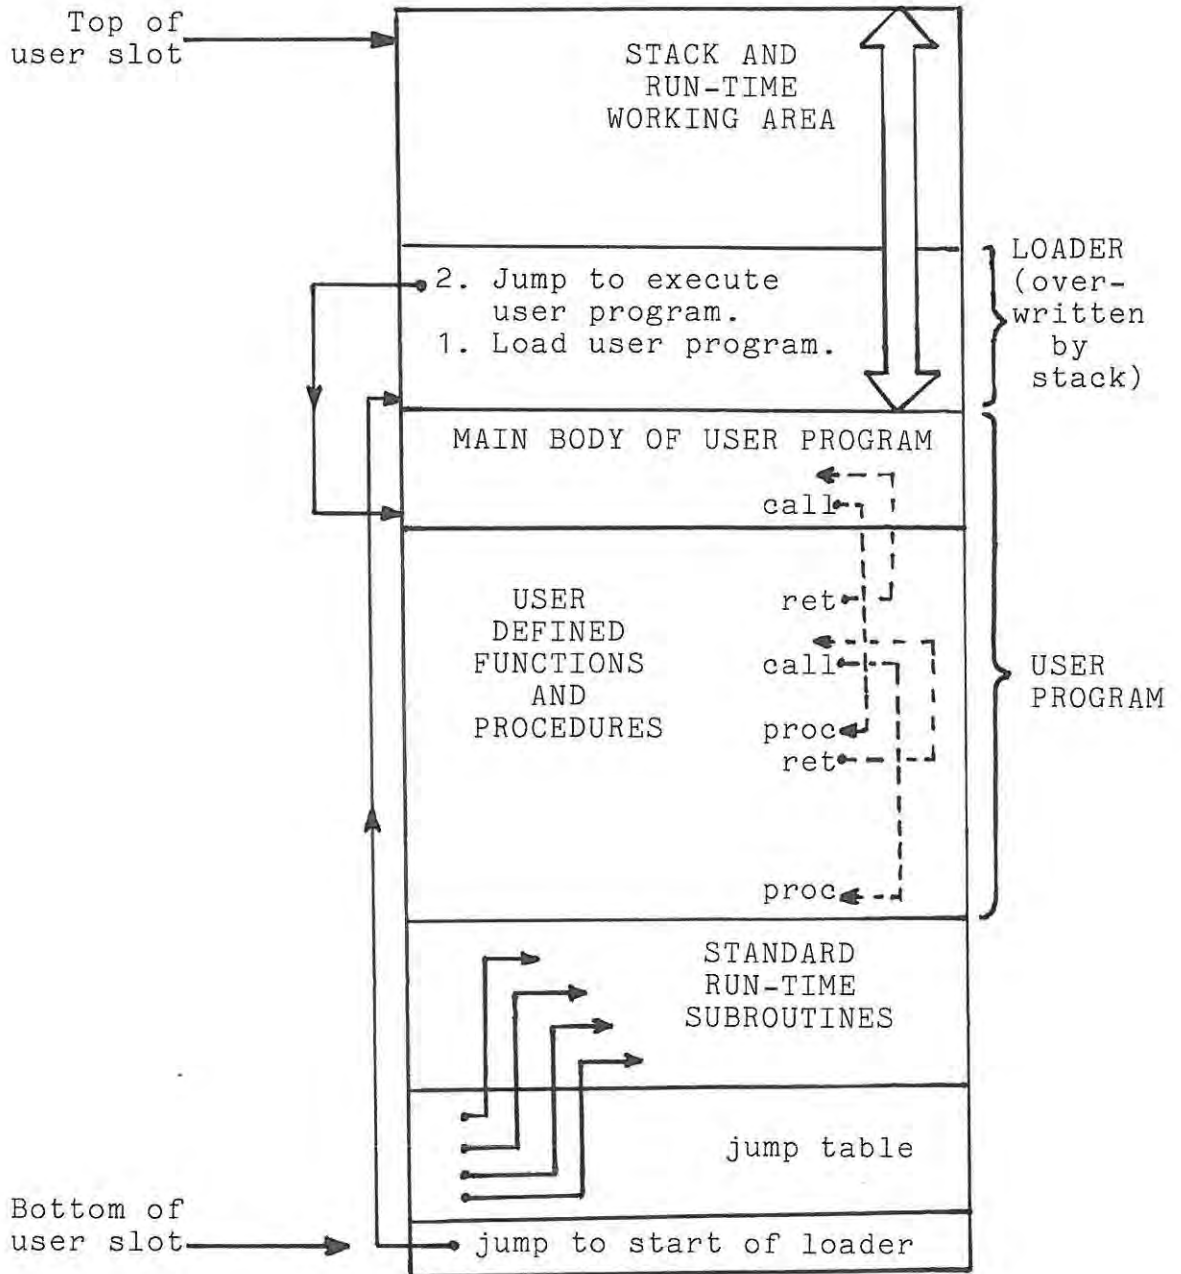 Top of
user slot
STACK AND
RUN-TIME
WORKING AREA
2. Jump to execute
user program.
1. Load user program.
LOADER
(over-
written
by
stack)
MAIN BODY OF USER PROGRAM
call
USER
DEFINED
FUNCTIONS
AND
PROCEDURES
ret
call
proc
ret
proc
USER
PROGRAM
STANDARD
RUN-TIME
SUBROUTINES
jump table
Bottom of
user slot
jump to start of loader